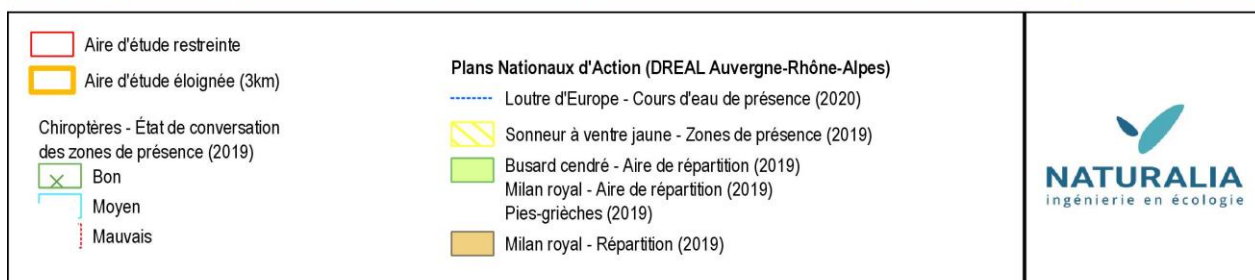 Aire d'étude restreinte
Aire d'étude éloignée (3km)
Chiroptères - État de conversation
des zones de présence (2019)
Bon
Moyen
Mauvais
Plans Nationaux d'Action (DREAL Auvergne-Rhône-Alpes)
Loutre d'Europe - Cours d'eau de présence (2020)
Sonneur à ventre jaune - Zones de présence (2019)
Busard cendré - Aire de répartition (2019)
Milan royal - Aire de répartition (2019)
Pies-grièches (2019)
Milan royal - Répartition (2019)
NATURALIA
ingénierie en écologie